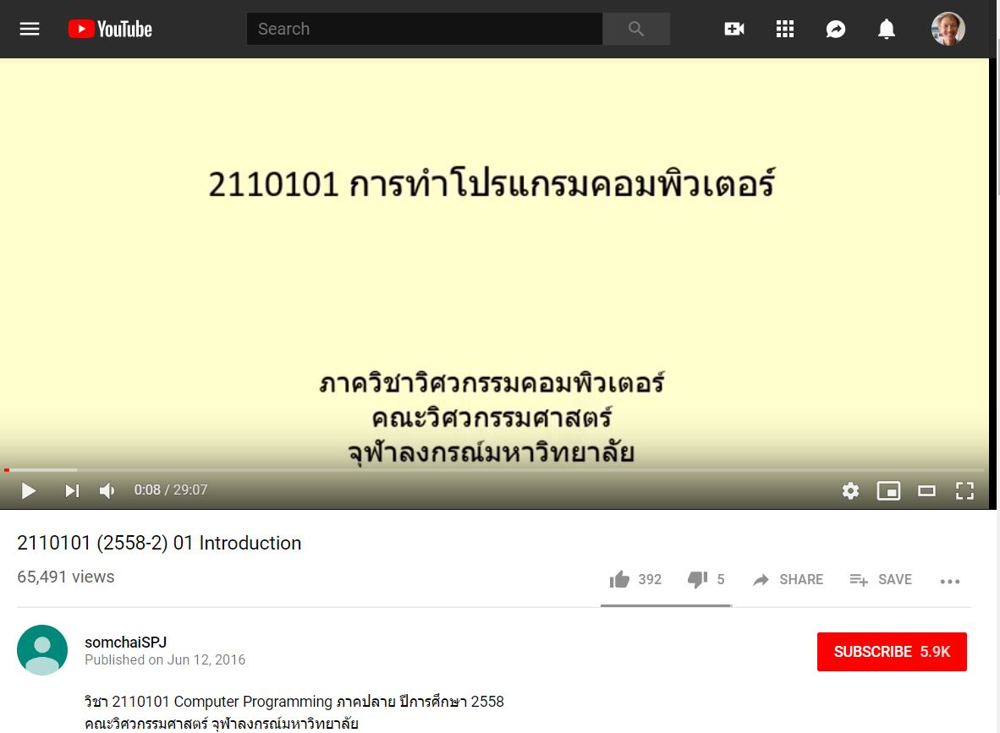 YouTube
Search
2110101 การทำโปรแกรมคอมพิวเตอร์
ภาควิชาวิศวกรรมคอมพิวเตอร์
คณะวิศวกรรมศาสตร์
จุฬาลงกรณ์มหาวิทยาลัย
0:08 / 29:07
2110101 (2558-2) 01 Introduction
65,491 views
392 5 SHARE SAVE
somchaiSPJ
Published on Jun 12, 2016
SUBSCRIBE 5.9K
วิชา 2110101 Computer Programming ภาคปลาย ปีการศึกษา 2558
คณะวิศวกรรมศาสตร์ จุฬาลงกรณ์มหาวิทยาลัย